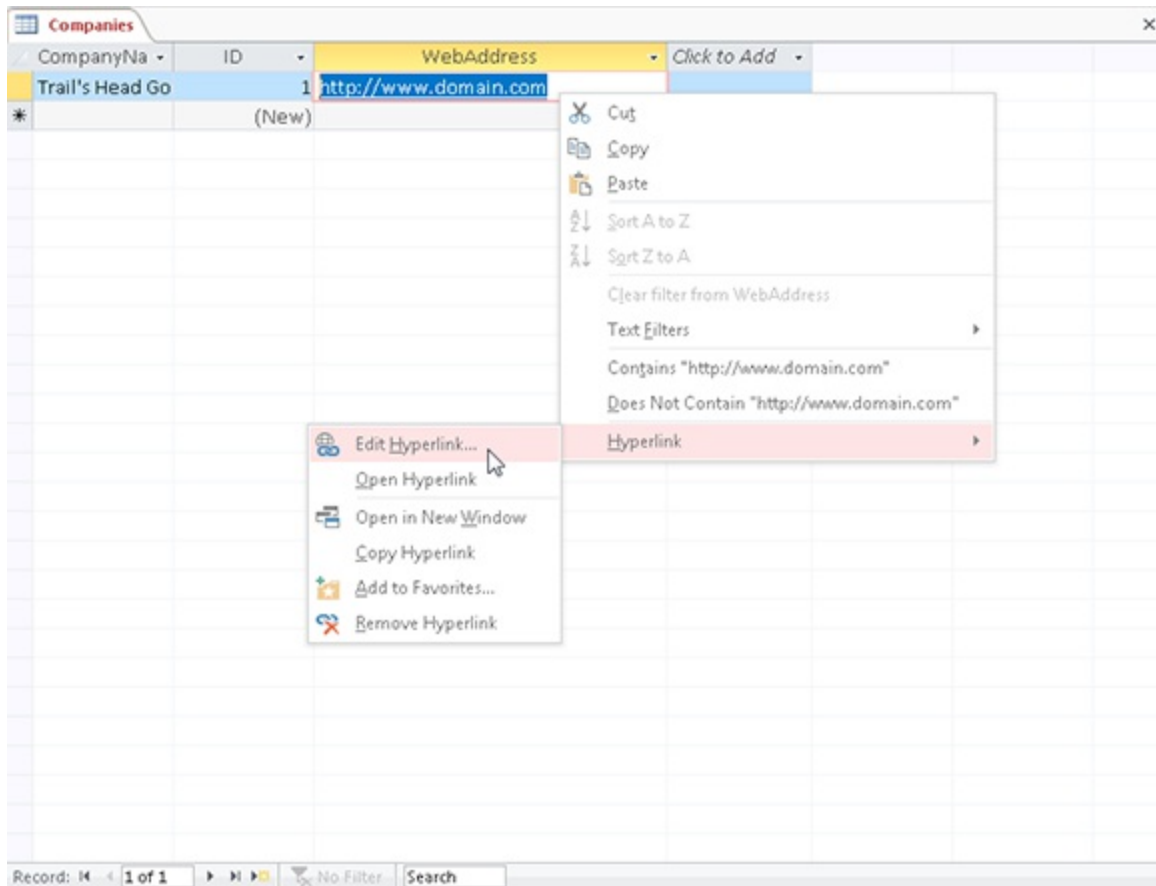 Companies
CompanyNa ID WebAddress Click to Add
Trail's Head Go 1 http://www.domain.com
(New)
Cut
Copy
Paste
Sort A to Z
Sort Z to A
Clear filter from WebAddress
Text Filters
Contains "http://www.domain.com"
Does Not Contain "http://www.domain.com"
Hyperlink
Edit Hyperlink...
Open Hyperlink
Open in New Window
Copy Hyperlink
Add to Favorites...
Remove Hyperlink
Record: 1 of 1 No Filter Search